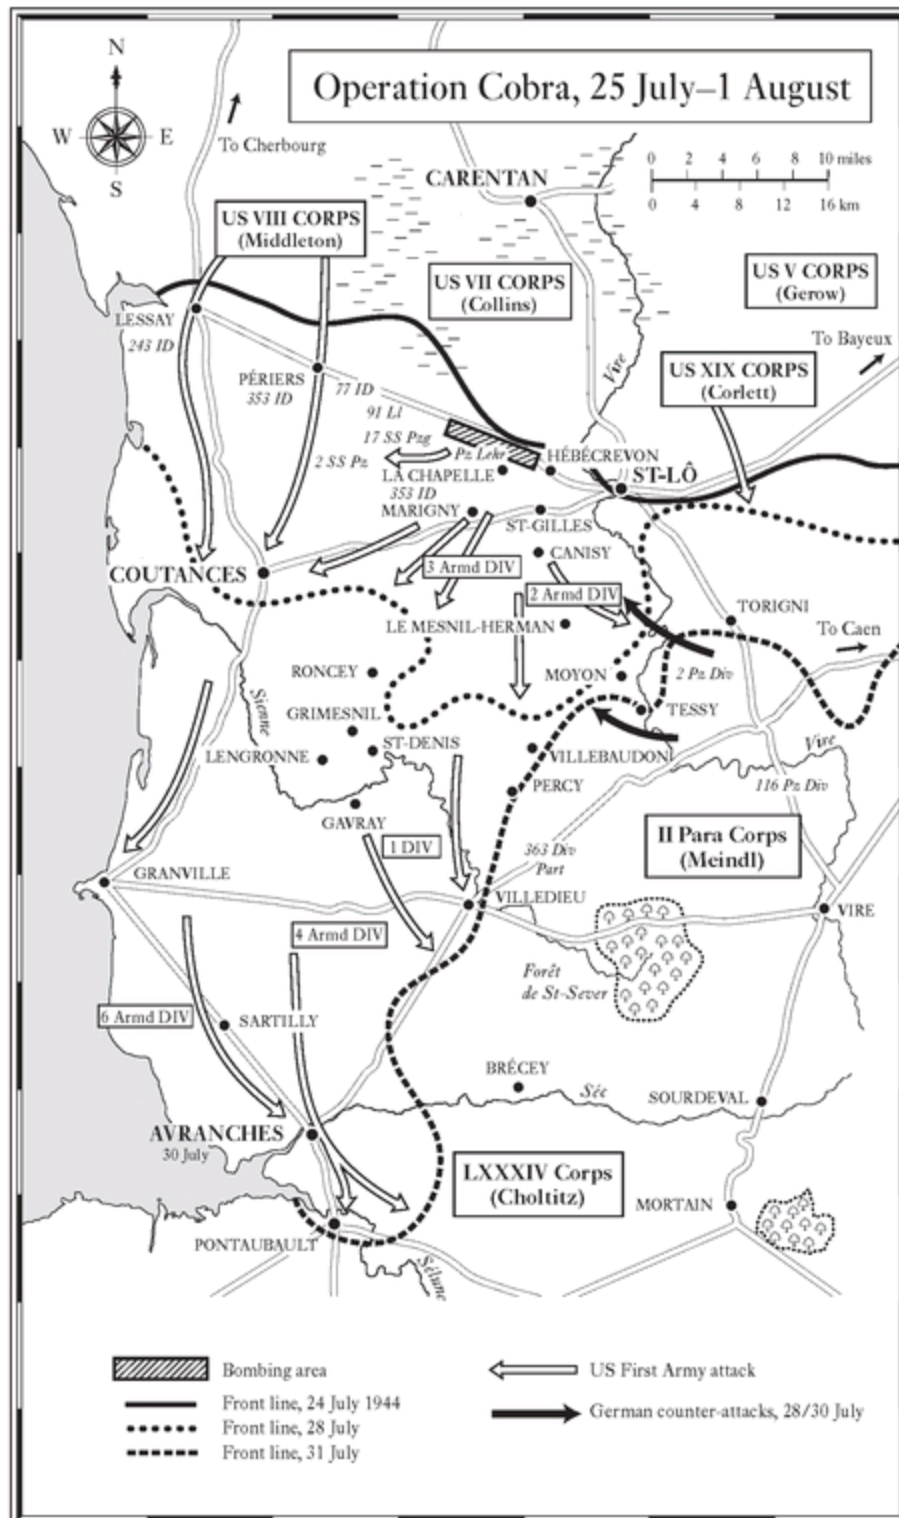 Operation Cobra, 25 July–1 August
N
W
E
S
To Cherbourg
0 2 4 6 8 10 miles
0 4 8 12 16 km
CARENTAN
US VIII CORPS
(Middleton)
US VII CORPS
(Collins)
US V CORPS
(Gerow)
To Bayeux
LESSAY
243 ID
Vire
US XIX CORPS
(Corlett)
PÉRIERS
353 ID
77 ID
91 Ll
17 SS Pzg
2 SS Pz
Pz Lehr
HÉBÉCREVON
LA CHAPELLE
353 ID
ST-LÔ
MARIGNY
ST-GILLES
CANISY
COUTANCES
3 Armd DIV
2 Armd DIV
TORIGNI
LE MESNIL-HERMAN
To Caen
RONCEY
MOYON
2 Pz Div
Sienne
TESSY
GRIMESNIL
ST-DENIS
LENGRONNE
VILLEBAUDON
Vire
PERCY
116 Pz Div
GAVRAY
1 DIV
363 Div
Part
II Para Corps
(Meindl)
GRANVILLE
VILLEDIEU
VIRE
4 Armd DIV
Forêt
de St-Sever
6 Armd DIV
SARTILLY
BRÉCEY
Séc
SOURDEVAL
AVRANCHES
30 July
LXXXIV Corps
(Choltitz)
MORTAIN
PONTAUBAULT
Sélune
Bombing area
Front line, 24 July 1944
Front line, 28 July
Front line, 31 July
US First Army attack
German counter-attacks, 28/30 July